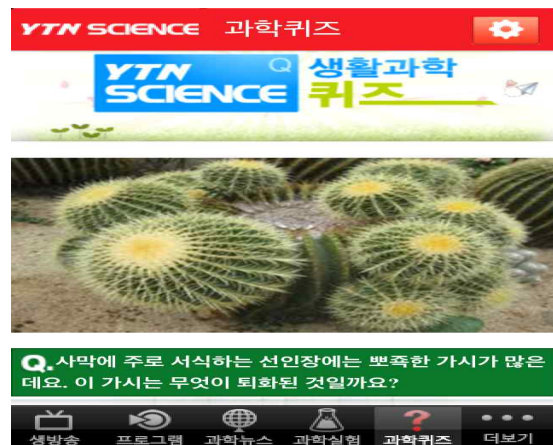 YTN SCIENCE 과학퀴즈
YTN SCIENCE Q 생활과학 퀴즈
Q.사막에 주로 서식하는 선인장에는 뾰족한 가시가 많은
데요. 이 가시는 무엇이 퇴화된 것일까요?
생방송 프로그램 과학뉴스 과학실험 과학퀴즈 더보기